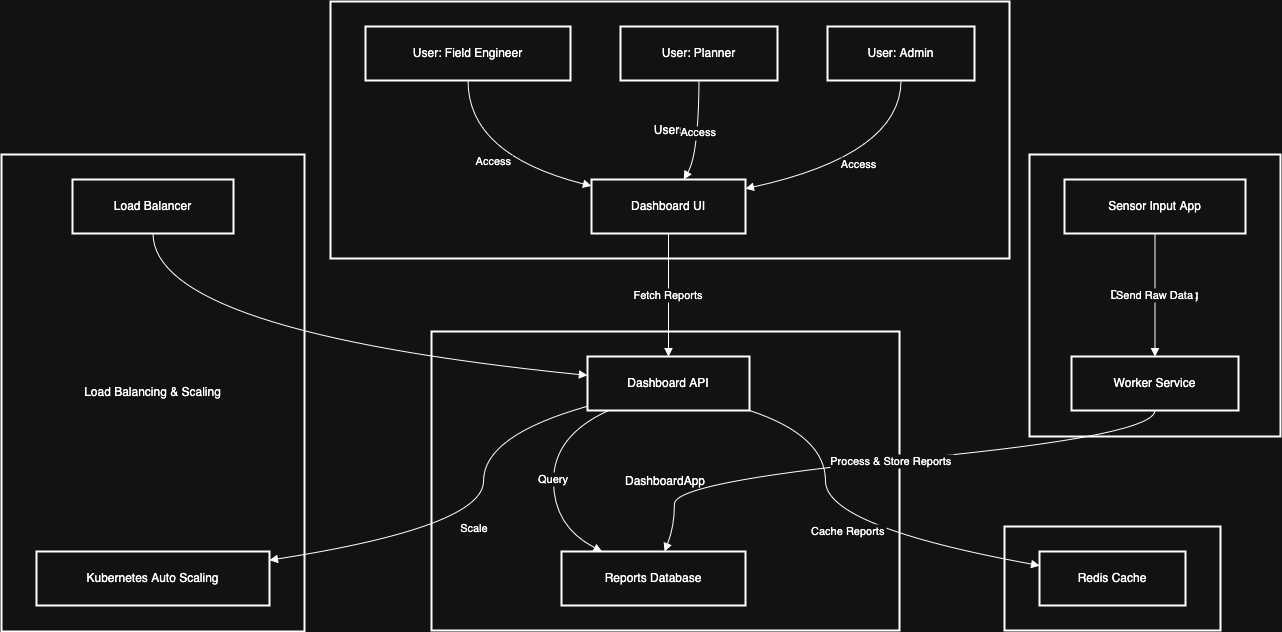 User: Field Engineer
User: Planner
User: Admin
User
Access
Access
Access
Load Balancer
Dashboard UI
Sensor Input App
Fetch Reports
Send Raw Data
Dashboard API
Worker Service
Load Balancing & Scaling
Process & Store Reports
Query
DashboardApp
Scale
Cache Reports
Kubernetes Auto Scaling
Reports Database
Redis Cache